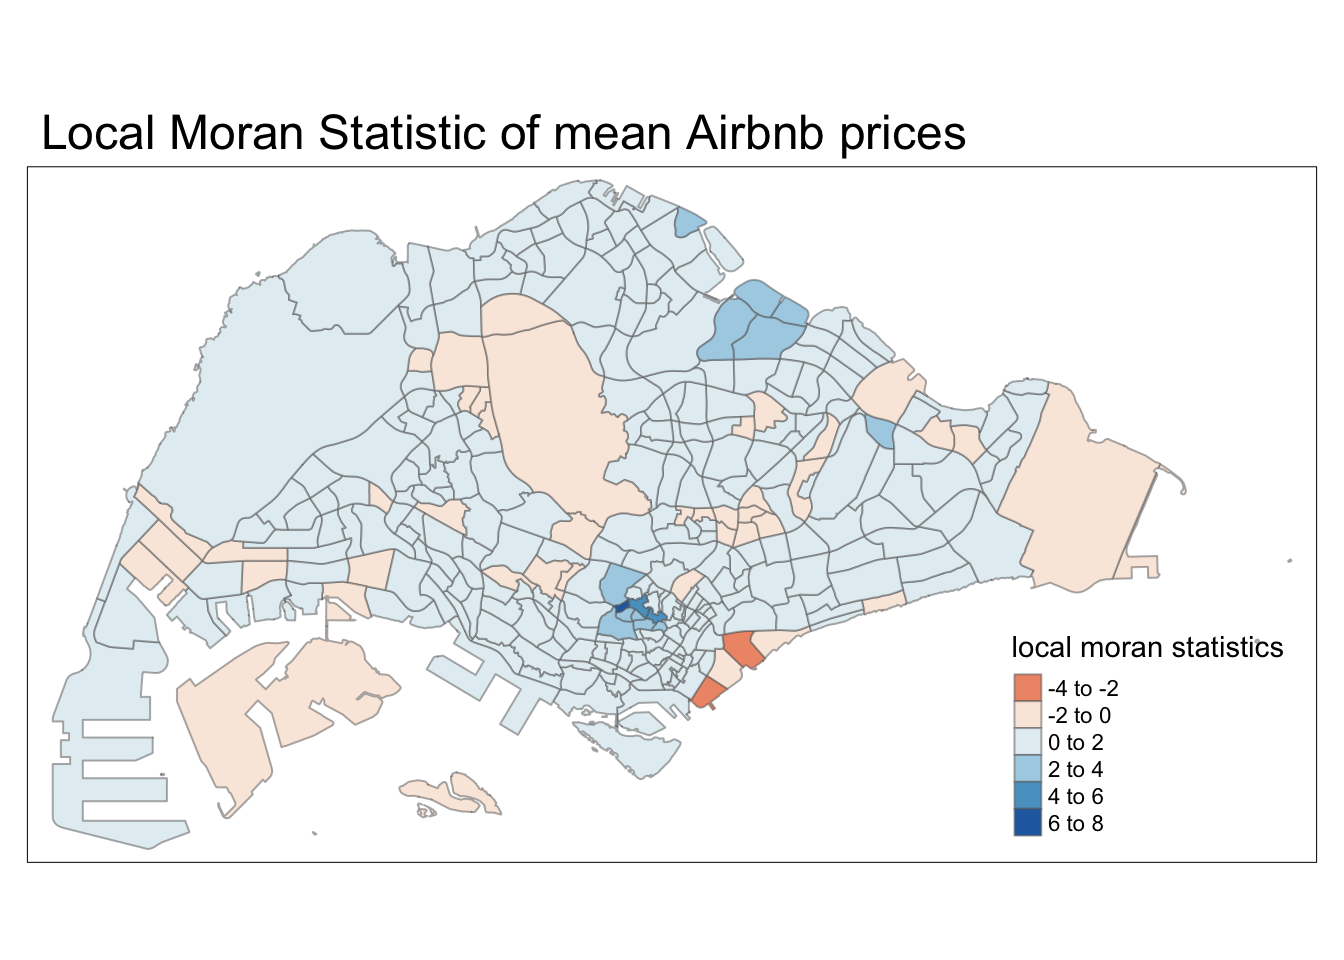 Local Moran Statistic of mean Airbnb prices
local moran statistics
-4 to -2
-2 to 0
0 to 2
2 to 4
4 to 6
6 to 8